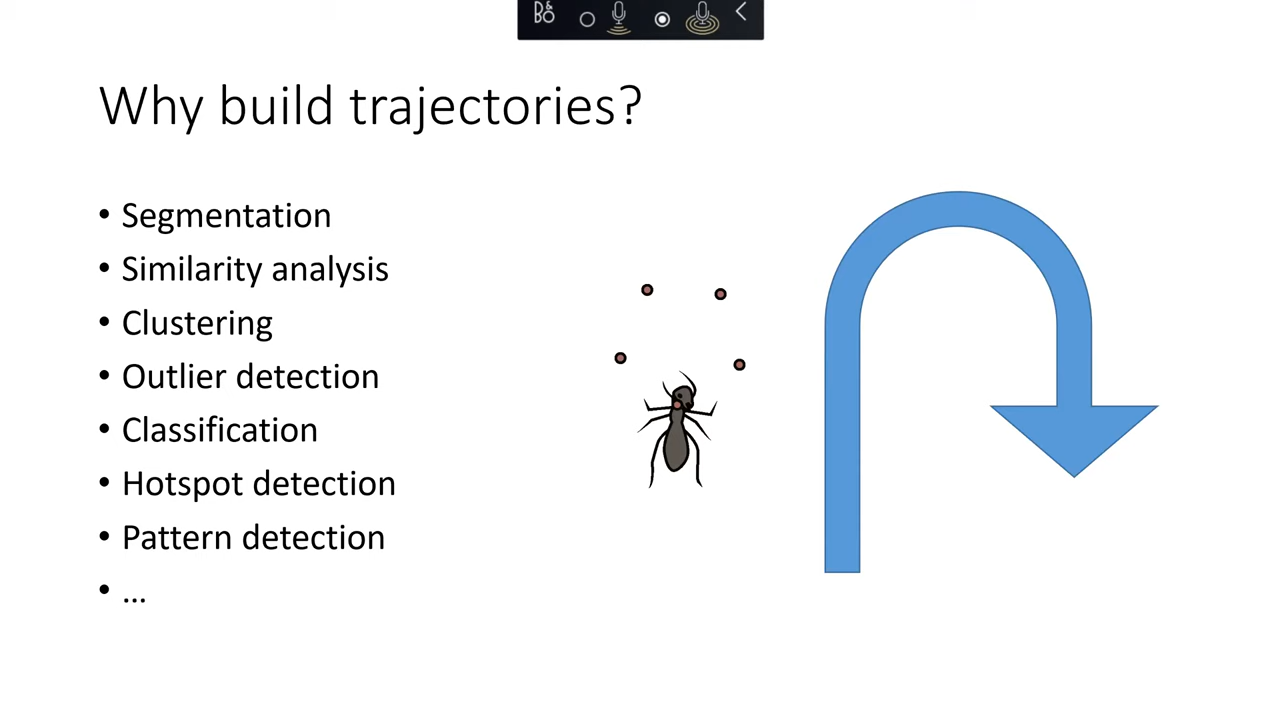 B&O
Why build trajectories?
• Segmentation
• Similarity analysis
• Clustering
• Outlier detection
• Classification
• Hotspot detection
• Pattern detection
• ...